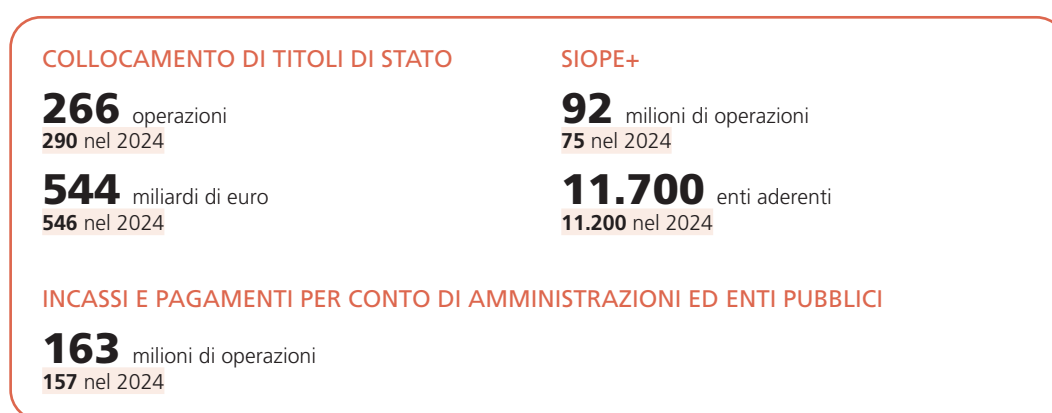 COLLOCAMENTO DI TITOLI DI STATO
266 operazioni
290 nel 2024
544 miliardi di euro
546 nel 2024
SIOPE+
92 milioni di operazioni
75 nel 2024
11.700 enti aderenti
11.200 nel 2024
INCASSI E PAGAMENTI PER CONTO DI AMMINISTRAZIONI ED ENTI PUBBLICI
163 milioni di operazioni
157 nel 2024